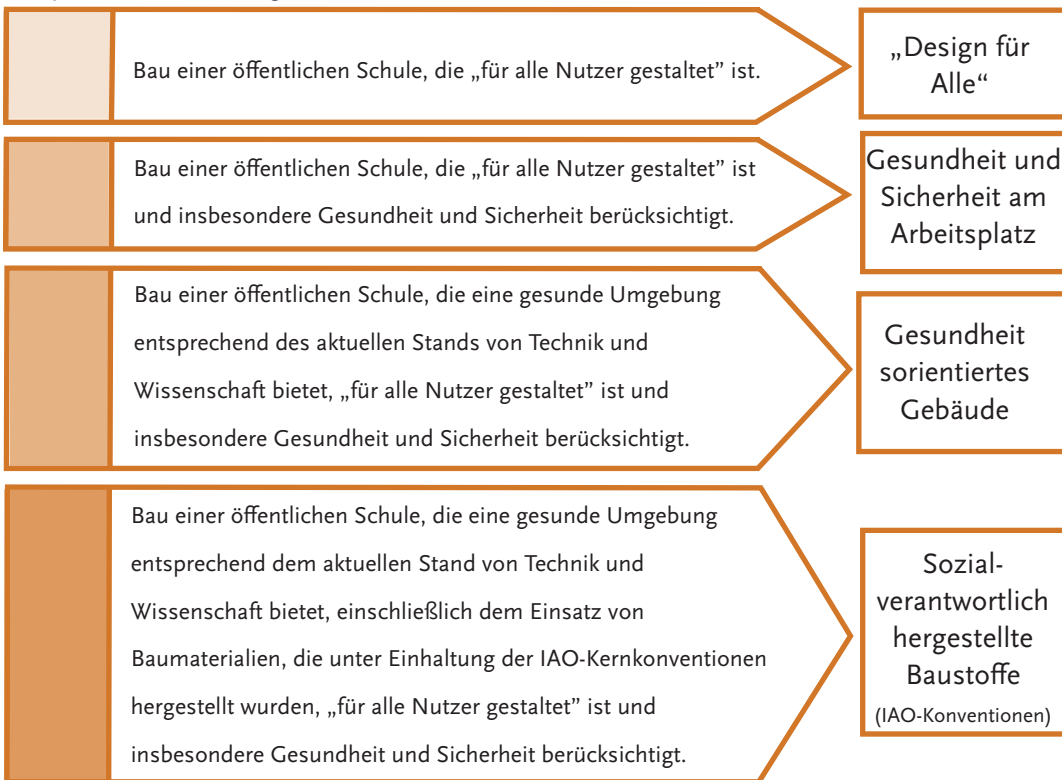 Bau einer öffentlichen Schule, die „für alle Nutzer gestaltet” ist.
„Design für
Alle“
Bau einer öffentlichen Schule, die „für alle Nutzer gestaltet” ist
und insbesondere Gesundheit und Sicherheit berücksichtigt.
Gesundheit und
Sicherheit am
Arbeitsplatz
Bau einer öffentlichen Schule, die eine gesunde Umgebung
entsprechend des aktuellen Stands von Technik und
Wissenschaft bietet, „für alle Nutzer gestaltet” ist und
insbesondere Gesundheit und Sicherheit berücksichtigt.
Gesundheit
sorientiertes
Gebäude
Bau einer öffentlichen Schule, die eine gesunde Umgebung
entsprechend dem aktuellen Stand von Technik und
Wissenschaft bietet, einschließlich dem Einsatz von
Baumaterialien, die unter Einhaltung der IAO-Kernkonventionen
hergestellt wurden, „für alle Nutzer gestaltet” ist und
insbesondere Gesundheit und Sicherheit berücksichtigt.
Sozial-
verantwortlich
hergestellte
Baustoffe
(IAO-Konventionen)